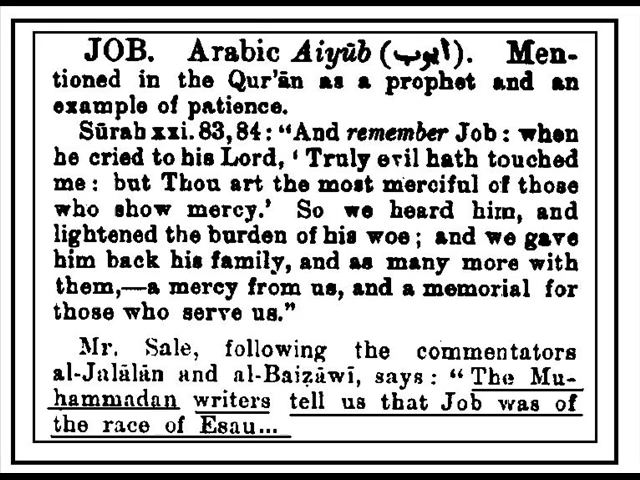 JOB. Arabic Aiyūb (ايوب). Men-
tioned in the Qur'ān as a prophet and an
example of patience.
Sūrah xxi. 83, 84: "And remember Job: when
he cried to his Lord, 'Truly evil hath touched
me: but Thou art the most merciful of those
who show mercy.' So we heard him, and
lightened the burden of his woe; and we gave
him back his family, and as many more with
them,—a mercy from us, and a memorial for
those who serve us."
Mr. Sale, following the commentators
al-Jalālān and al-Baiẓāwī, says: "The Mu-
hammadan writers tell us that Job was of
the race of Esau...